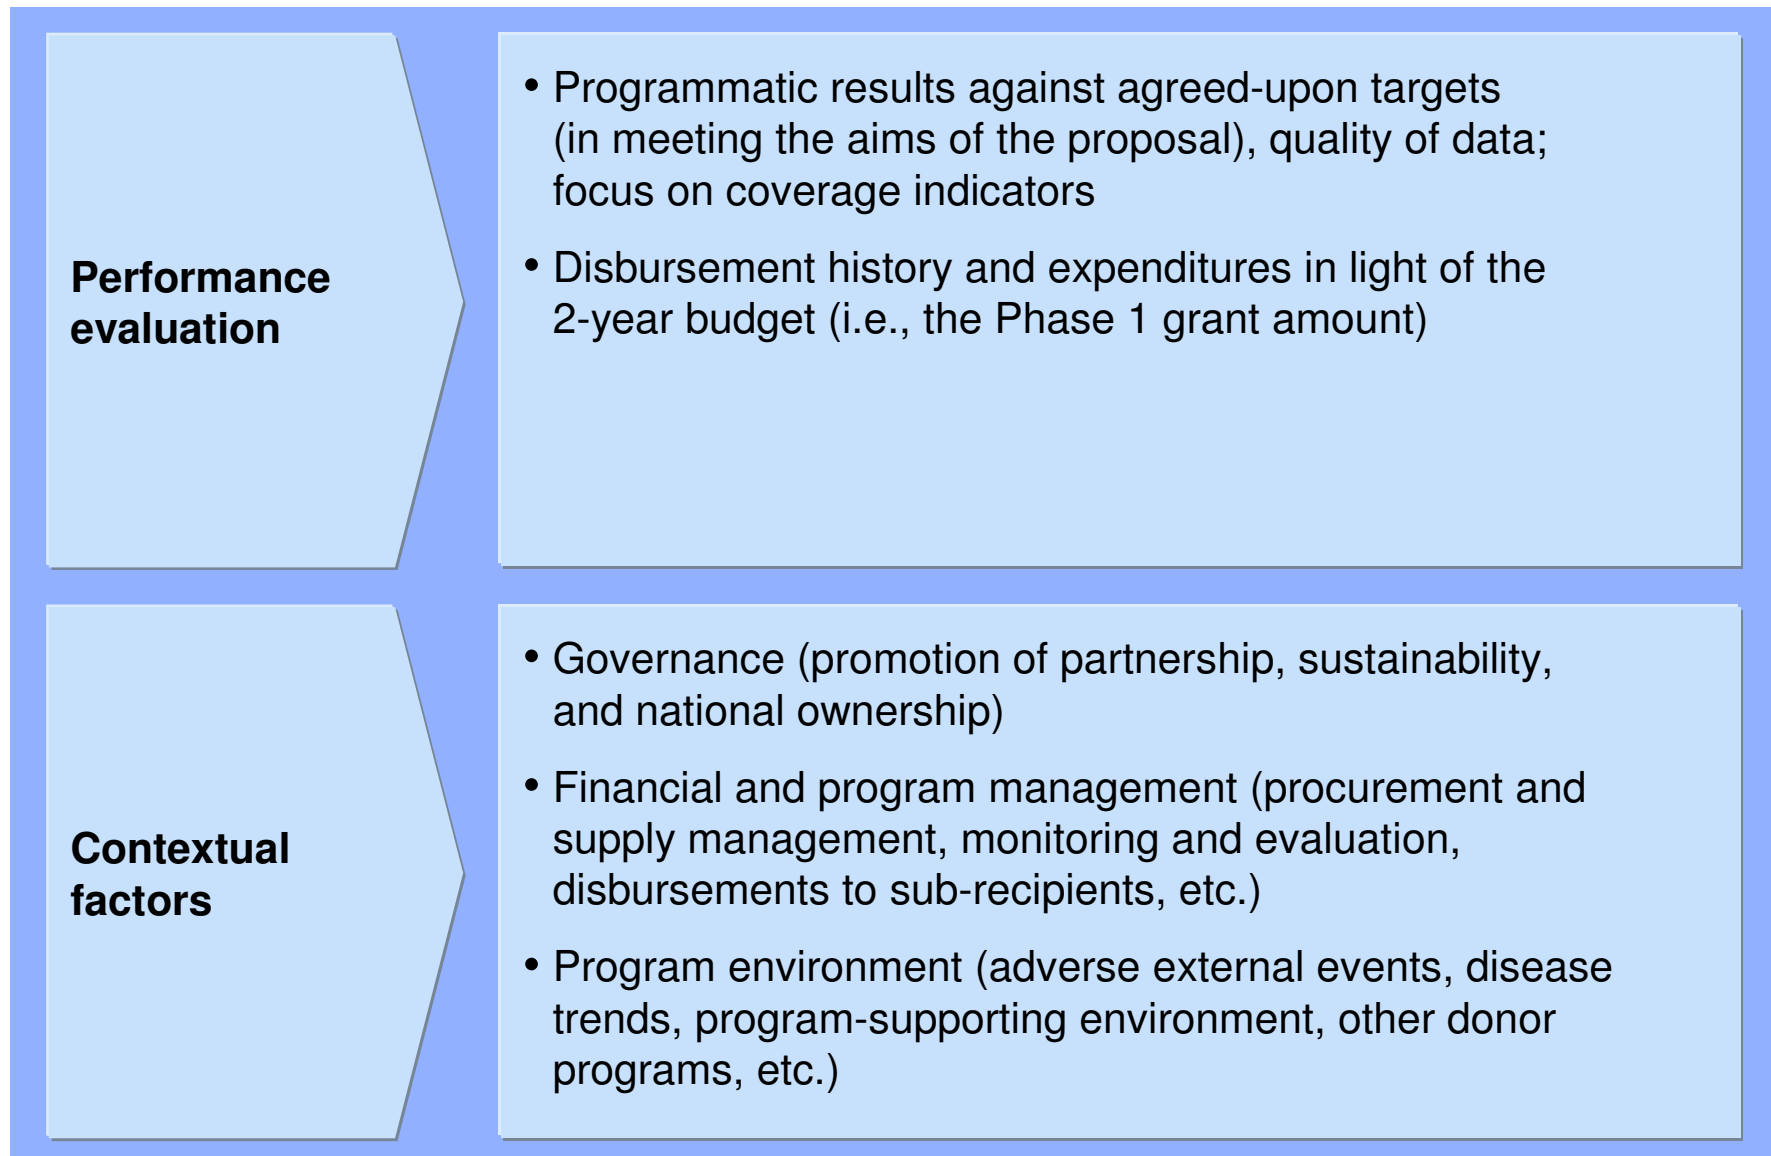 Performance
evaluation
• Programmatic results against agreed-upon targets
(in meeting the aims of the proposal), quality of data;
focus on coverage indicators
• Disbursement history and expenditures in light of the
2-year budget (i.e., the Phase 1 grant amount)
Contextual
factors
• Governance (promotion of partnership, sustainability,
and national ownership)
• Financial and program management (procurement and
supply management, monitoring and evaluation,
disbursements to sub-recipients, etc.)
• Program environment (adverse external events, disease
trends, program-supporting environment, other donor
programs, etc.)